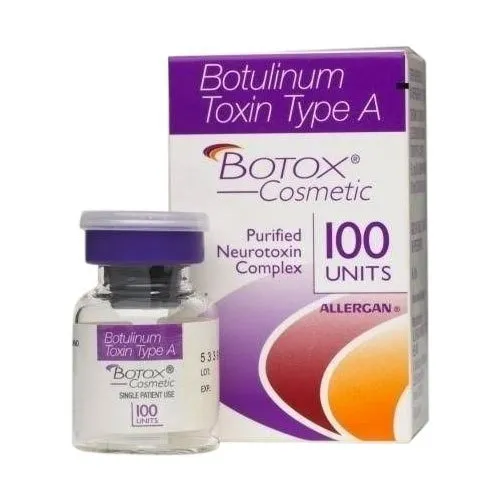 Botulinum
Toxin Type A
BOTOX®
Cosmetic
Purified
Neurotoxin
Complex
100
UNITS
ALLERGAN®
Botulinum
Toxin Type A
BOTOX®
Cosmetic
SINGLE PATIENT USE
100
UNITS
LOT:
EXP.